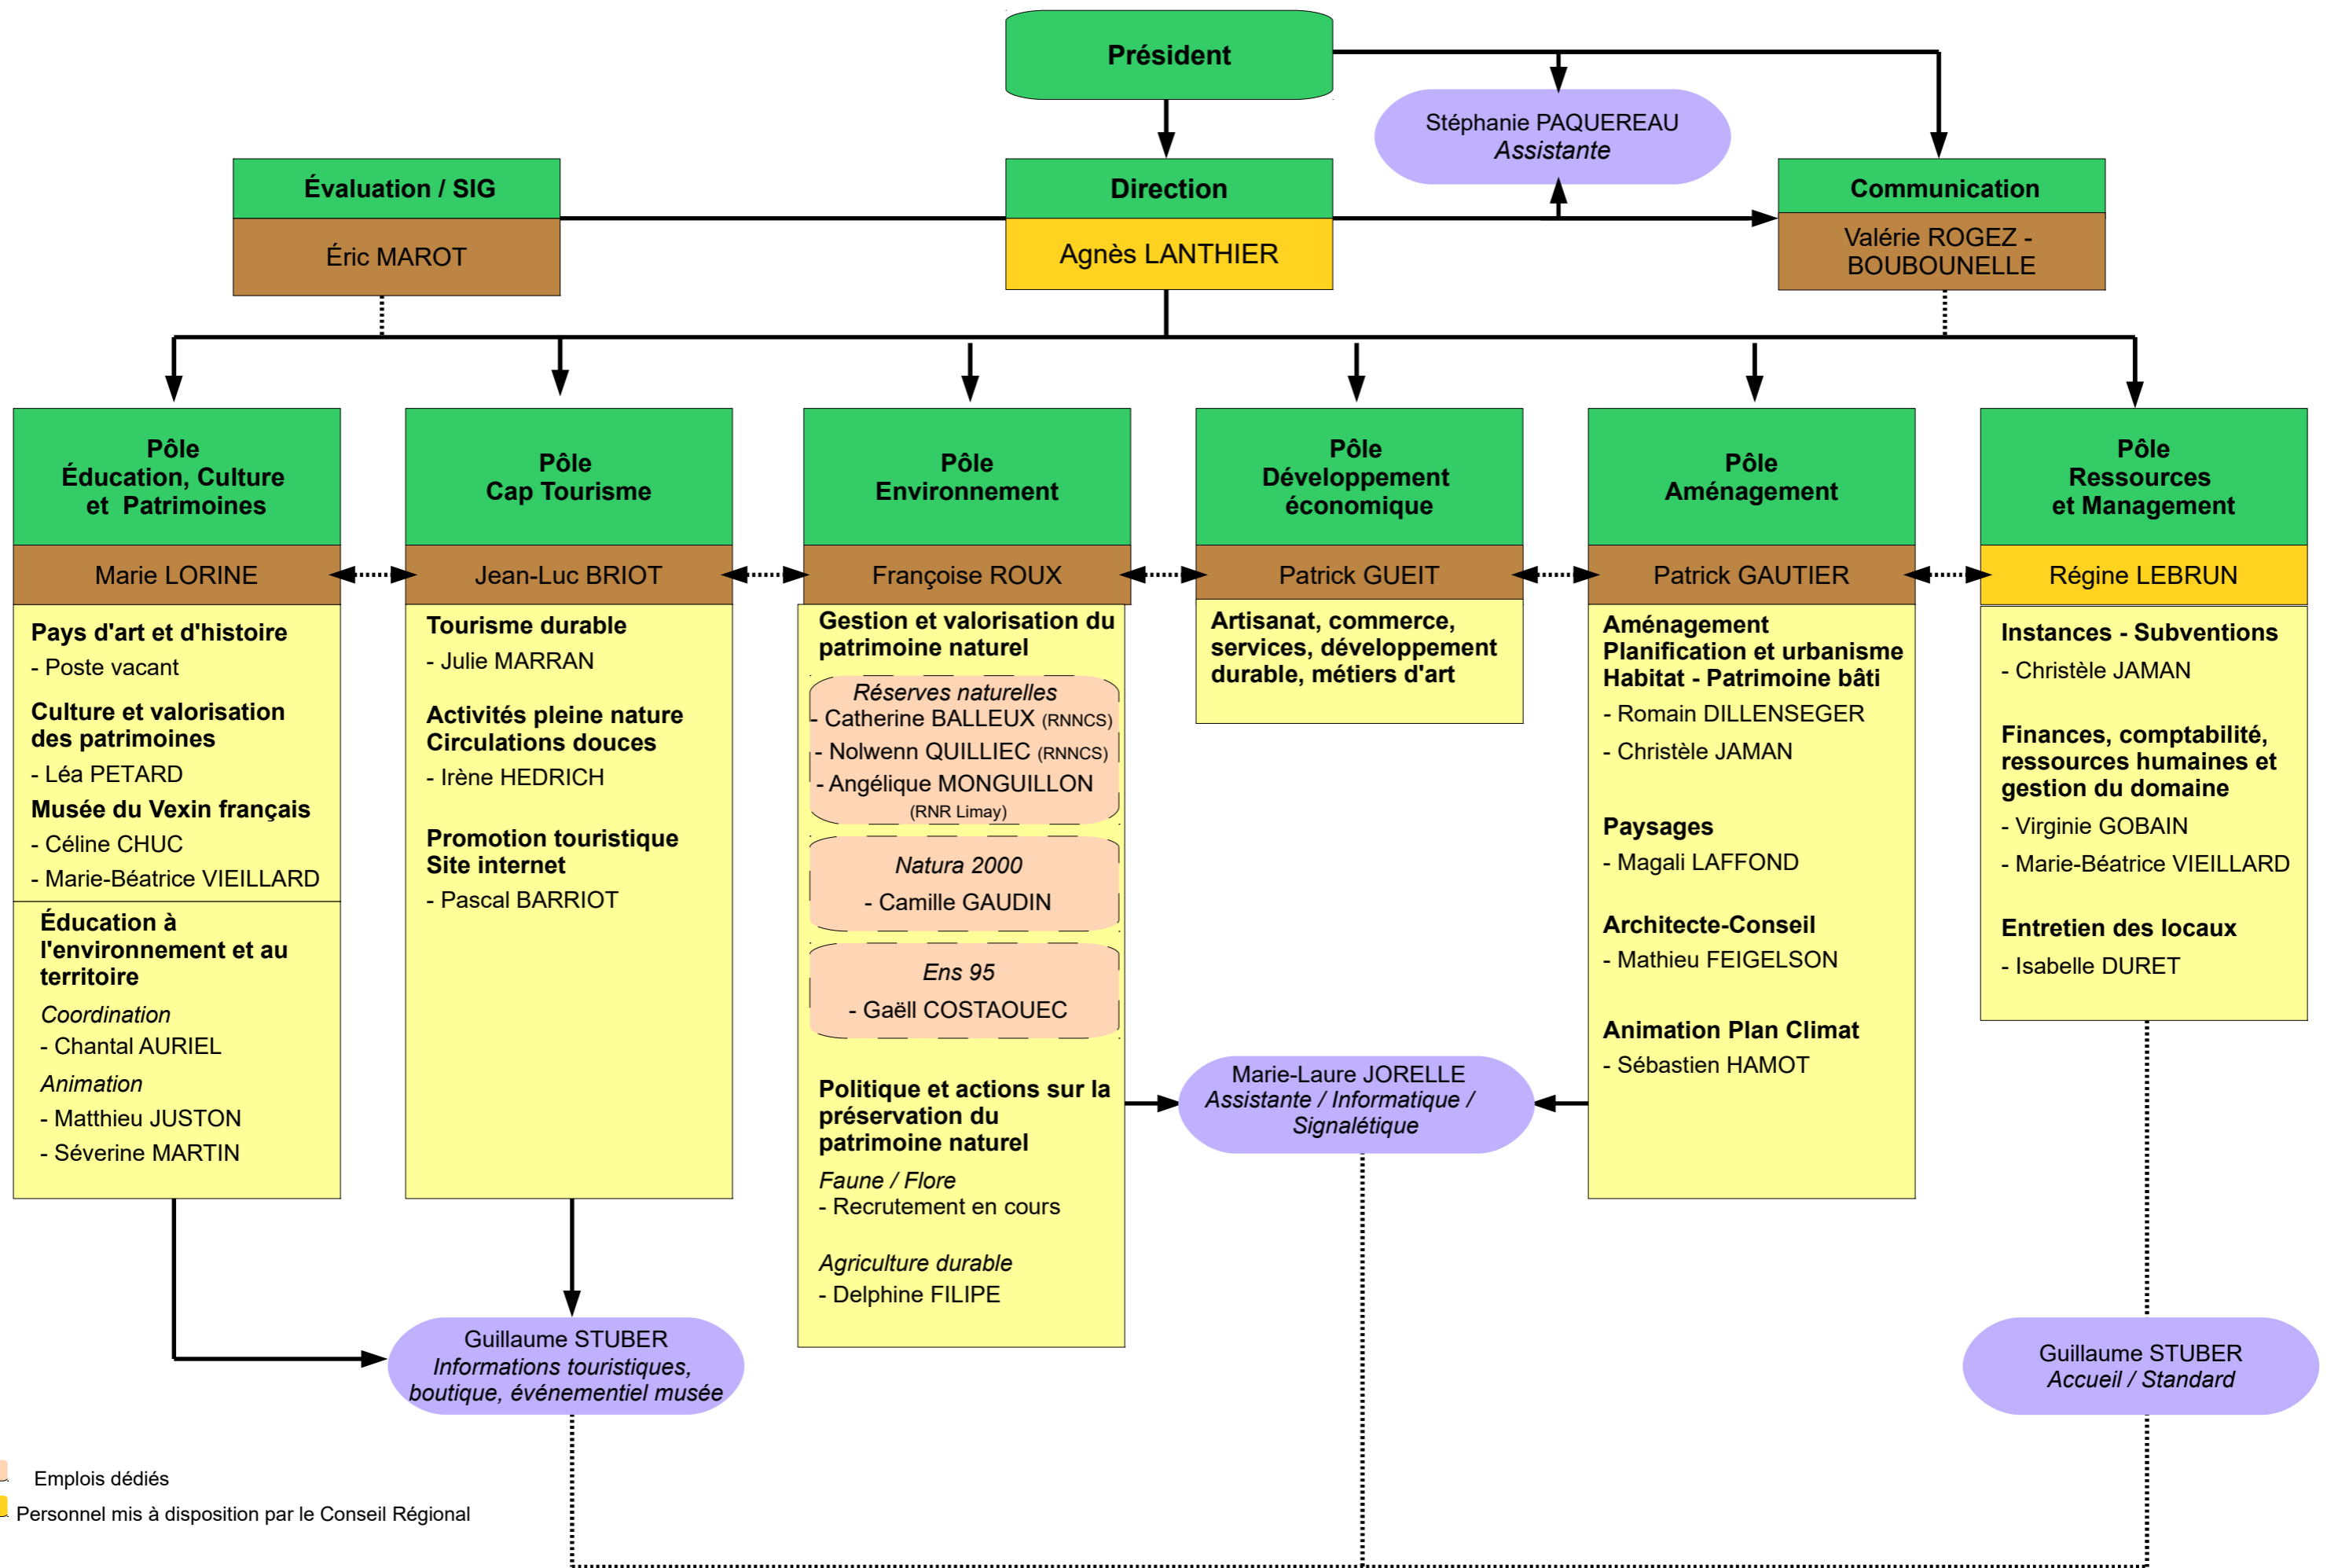 Président
Stéphanie PAQUEREAU
Assistante
Évaluation / SIG
Éric MAROT
Direction
Agnès LANTHIER
Communication
Valérie ROGEZ -
BOUBOUNELLE
Pôle
Éducation, Culture
et Patrimoines
Marie LORINE
Pays d'art et d'histoire
- Poste vacant
Culture et valorisation
des patrimoines
- Léa PETARD
Musée du Vexin français
- Céline CHUC
- Marie-Béatrice VIEILLARD
Éducation à
l'environnement et au
territoire
Coordination
- Chantal AURIEL
Animation
- Matthieu JUSTON
- Séverine MARTIN
Pôle
Cap Tourisme
Jean-Luc BRIOT
Tourisme durable
- Julie MARRAN
Activités pleine nature
Circulations douces
- Irène HEDRICH
Promotion touristique
Site internet
- Pascal BARRIOT
Pôle
Environnement
Françoise ROUX
Gestion et valorisation du
patrimoine naturel
Réserves naturelles
- Catherine BALLEUX (RNNCS)
- Nolwenn QUILLIEC (RNNCS)
- Angélique MONGUILLON
(RNR Limay)
Natura 2000
- Camille GAUDIN
Ens 95
- Gaëll COSTAOUEC
Politique et actions sur la
préservation du
patrimoine naturel
Faune / Flore
- Recrutement en cours
Agriculture durable
- Delphine FILIPE
Pôle
Développement
économique
Patrick GUEIT
Artisanat, commerce,
services, développement
durable, métiers d'art
Pôle
Aménagement
Patrick GAUTIER
Aménagement
Planification et urbanisme
Habitat - Patrimoine bâti
- Romain DILLENSEGER
- Christèle JAMAN
Paysages
- Magali LAFFOND
Architecte-Conseil
- Mathieu FEIGELSON
Animation Plan Climat
- Sébastien HAMOT
Pôle
Ressources
et Management
Régine LEBRUN
Instances - Subventions
- Christèle JAMAN
Finances, comptabilité,
ressources humaines et
gestion du domaine
- Virginie GOBAIN
- Marie-Béatrice VIEILLARD
Entretien des locaux
- Isabelle DURET
Marie-Laure JORELLE
Assistante / Informatique /
Signalétique
Guillaume STUBER
Informations touristiques,
boutique, événementiel musée
Guillaume STUBER
Accueil / Standard
Emplois dédiés
Personnel mis à disposition par le Conseil Régional